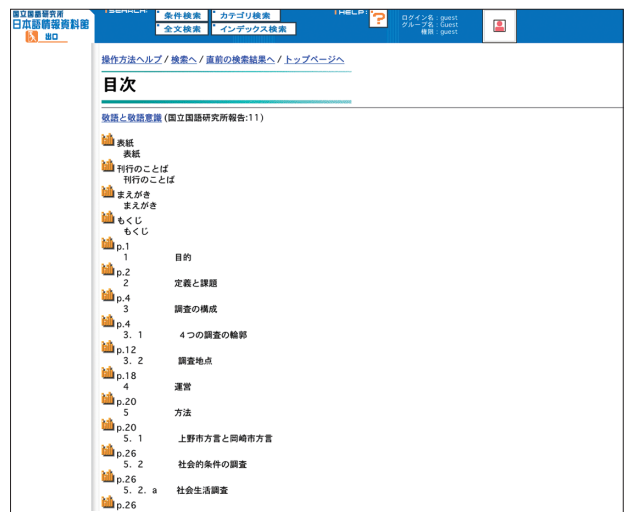 国立国語研究所
日本語情報資料館
出口
条件検索 カテゴリ検索
全文検索 インデックス検索
ログイン名 : guest
グループ名 : Guest
権限 : guest
操作方法ヘルプ / 検索へ / 直前の検索結果へ / トップページへ
目次
敬語と敬語意識 (国立国語研究所報告:11)
表紙
表紙
刊行のことば
刊行のことば
まえがき
まえがき
もくじ
もくじ
p.1
1 目的
p.2
2 定義と課題
p.4
3 調査の構成
p.4
3. 1 4つの調査の輪郭
p.12
3. 2 調査地点
p.18
4 運営
p.20
5 方法
p.20
5. 1 上野市方言と岡崎市方言
p.26
5. 2 社会的条件の調査
p.26
5. 2. a 社会生活調査
p.26